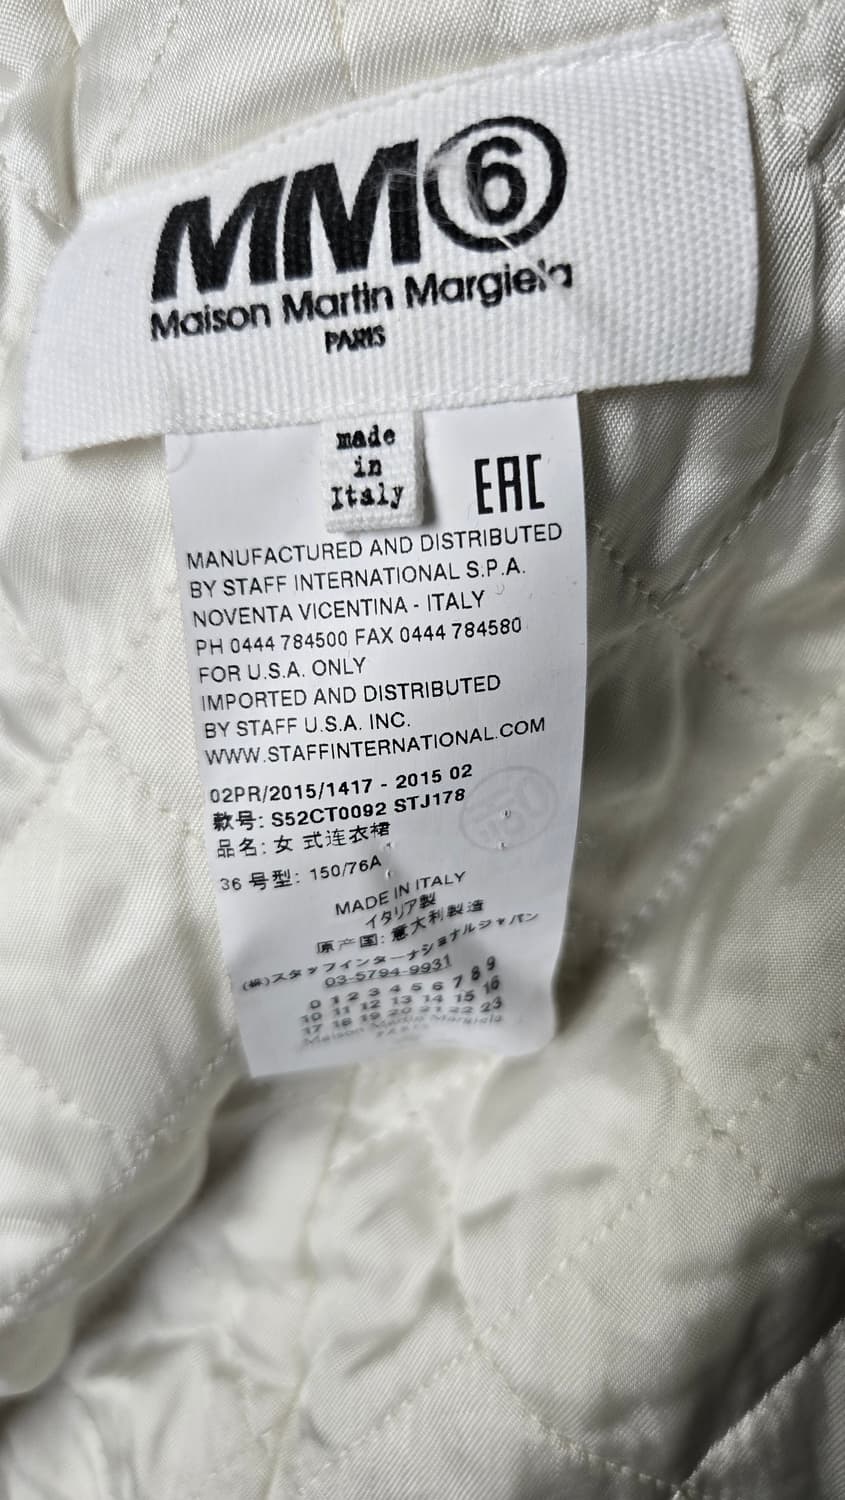 MM⑥
Maison Martin Margiela
PARIS
made
in
Italy
EAC
MANUFACTURED AND DISTRIBUTED
BY STAFF INTERNATIONAL S.P.A.
NOVENTA VICENTINA - ITALY
PH 0444 784500 FAX 0444 784580
FOR U.S.A. ONLY
IMPORTED AND DISTRIBUTED
BY STAFF U.S.A. INC.
WWW.STAFFINTERNATIONAL.COM
02PR/2015/1417 - 2015 02
款号: S52CT0092 STJ178
品名: 女 式连衣裙
36 号型: 150/76A
MADE IN ITALY
イタリア製
原产国: 意大利製造
(株)スタッフインターナショナルジャパン
03-5794-9931
0 1 2 3 4 5 6 7 8 9
10 11 12 13 14 15 16
17 18 19 20 21 22 23
Maison Martin Margiela
PARIS